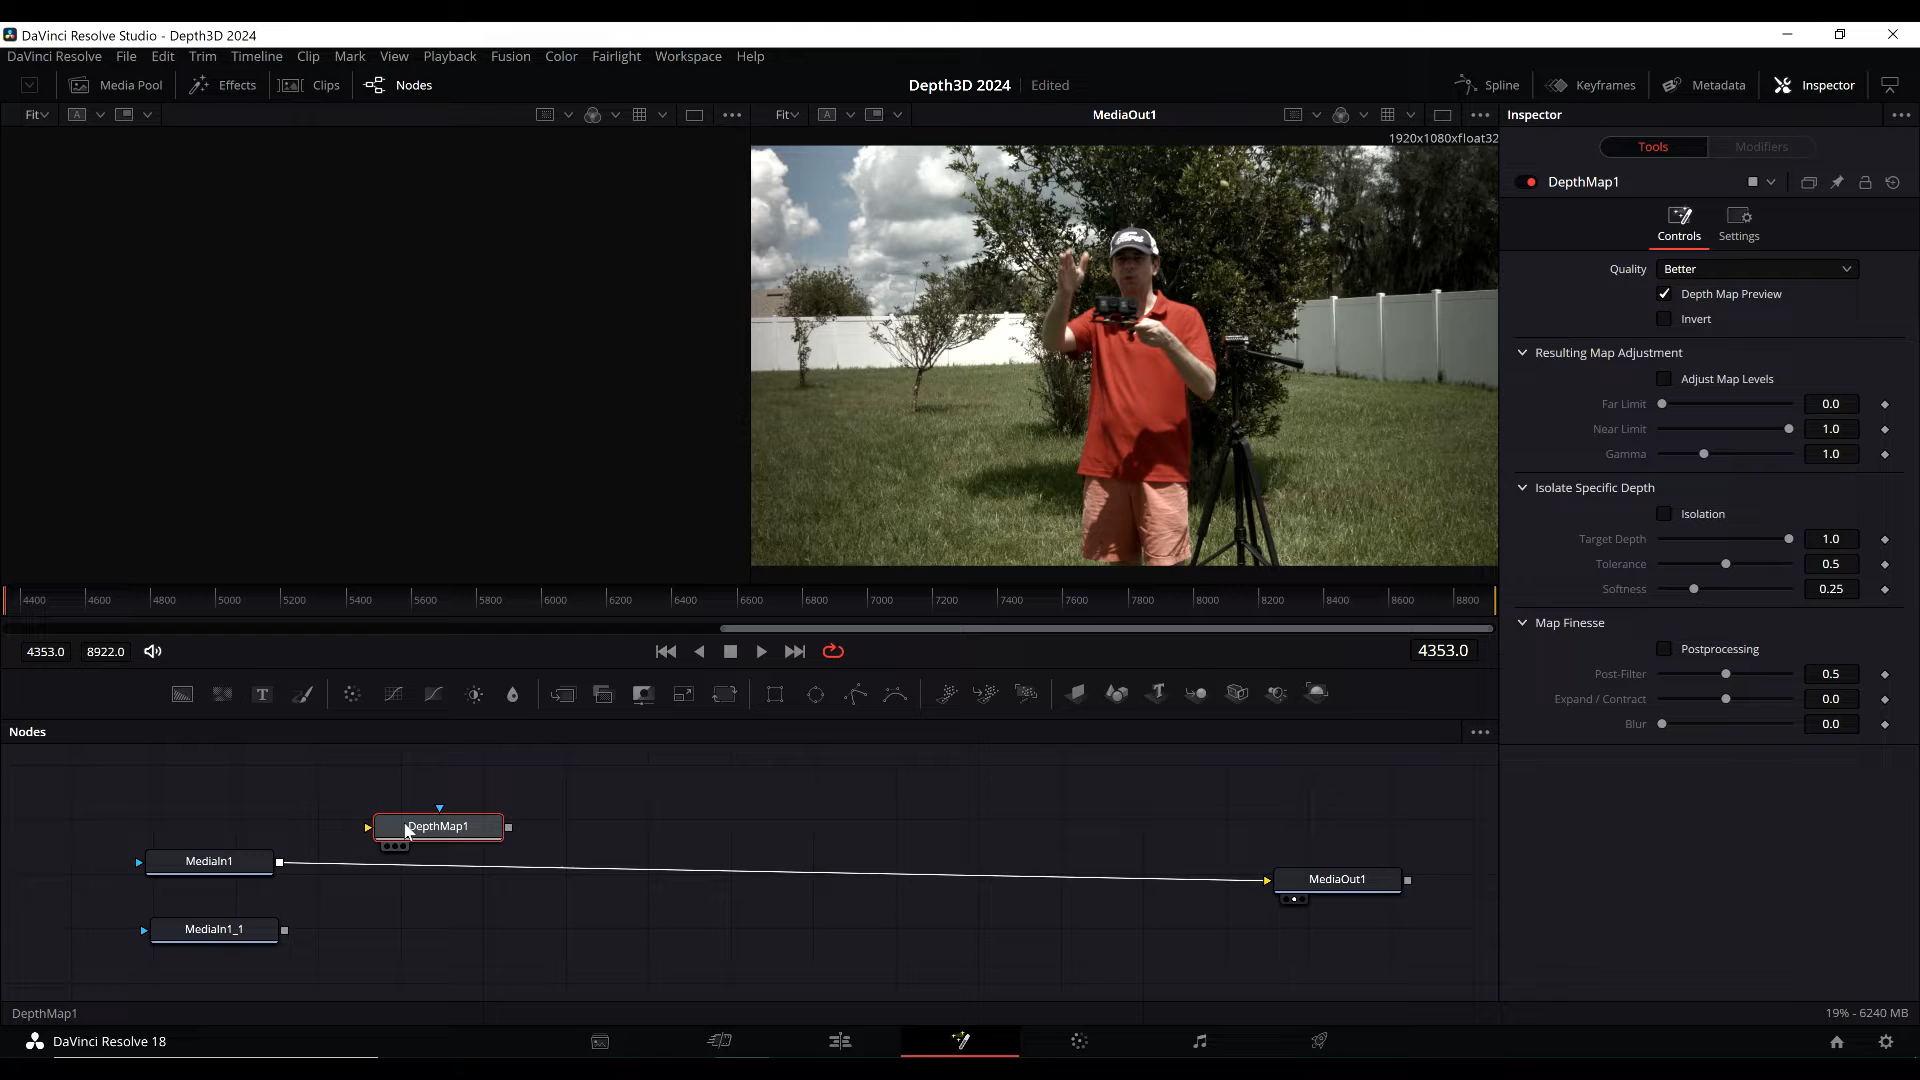 DaVinci Resolve Studio - Depth3D 2024
DaVinci Resolve File Edit Trim Timeline Clip Mark View Playback Fusion Color Fairlight Workspace Help
Media Pool Effects Clips Nodes Depth3D 2024 Edited Spline Keyframes Metadata Inspector
Fit A Fit A MediaOut1 Inspector
1920x1080xfloat32
Tools Modifiers
DepthMap1
Controls Settings
Quality Better
Depth Map Preview
Invert
Resulting Map Adjustment
Adjust Map Levels
Far Limit 0.0
Near Limit 1.0
Gamma 1.0
Isolate Specific Depth
Isolation
Target Depth 1.0
Tolerance 0.5
Softness 0.25
Map Finesse
Postprocessing
Post-Filter 0.5
Expand / Contract 0.0
Blur 0.0
4400 4600 4800 5000 5200 5400 5600 5800 6000 6200 6400 6600 6800 7000 7200 7400 7600 7800 8000 8200 8400 8600 8800
4353.0 8922.0 4353.0
T
Nodes
DepthMap1
MediaIn1
MediaOut1
MediaIn1_1
DepthMap1
19% - 6240 MB
DaVinci Resolve 18